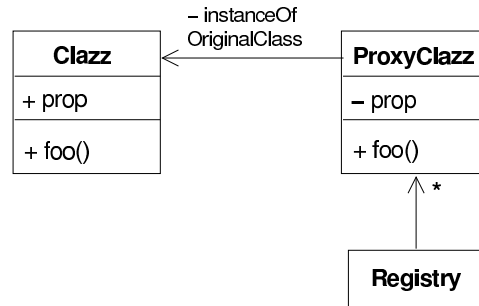 – instanceOf
OriginalClass
Clazz
+ prop
+ foo()
ProxyClazz
– prop
+ foo()
*
Registry